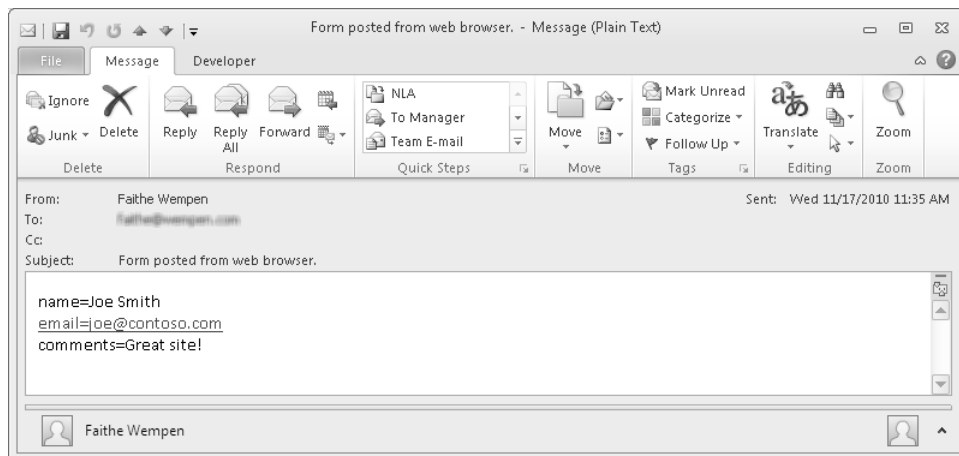 Form posted from web browser. - Message (Plain Text)
File Message Developer
Ignore
Junk
Delete
Delete
Reply
Reply All
Forward
Respond
NLA
To Manager
Team E-mail
Quick Steps
Move
Move
Mark Unread
Categorize
Follow Up
Tags
Translate
Editing
Zoom
Zoom
From: Faithe Wempen
Sent: Wed 11/17/2010 11:35 AM
To:
Cc:
Subject: Form posted from web browser.
name=Joe Smith
email=joe@contoso.com
comments=Great site!
Faithe Wempen